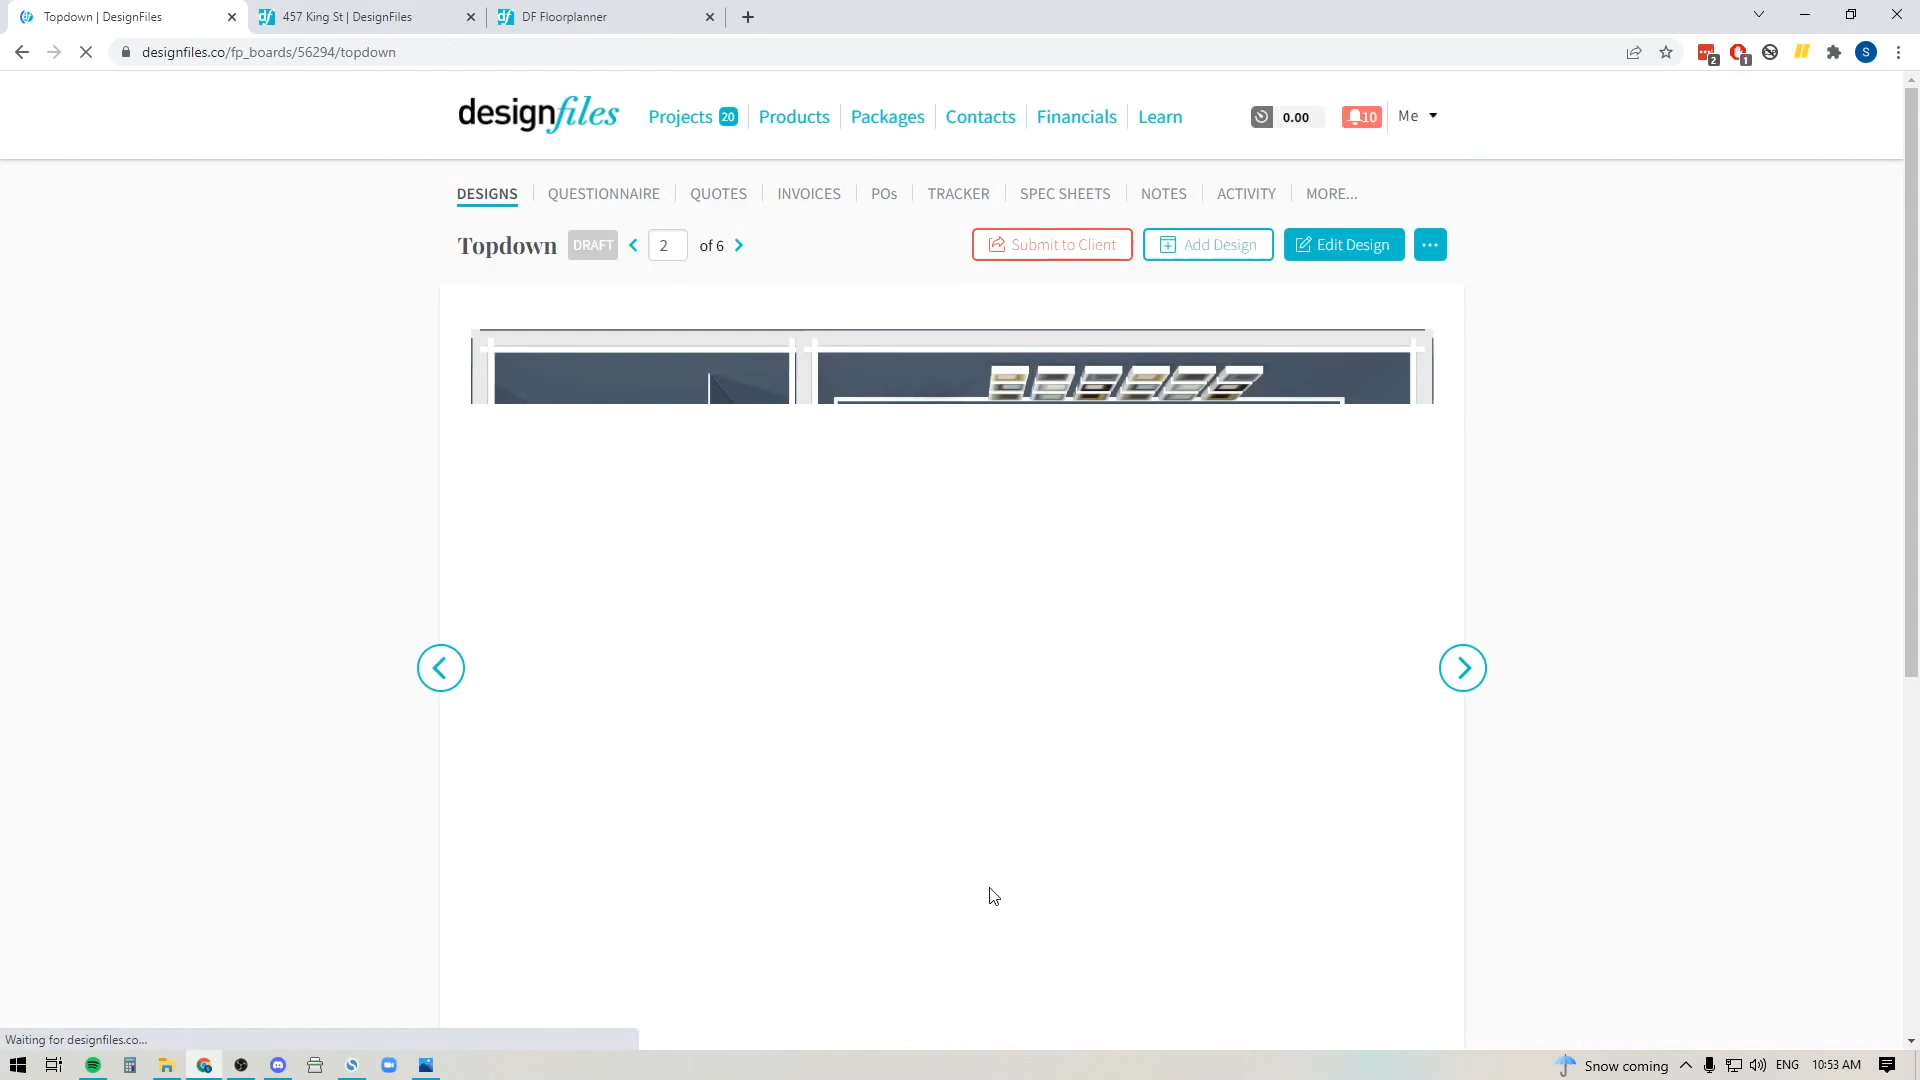 Topdown | DesignFiles
457 King St | DesignFiles
DF Floorplanner
designfiles.co/fp_boards/56294/topdown
2
1
S
designfiles
Projects 20
Products
Packages
Contacts
Financials
Learn
0.00
10
Me
DESIGNS
QUESTIONNAIRE
QUOTES
INVOICES
POs
TRACKER
SPEC SHEETS
NOTES
ACTIVITY
MORE...
Topdown
DRAFT
2
of 6
Submit to Client
Add Design
Edit Design
Waiting for designfiles.co...
Snow coming
ENG
10:53 AM